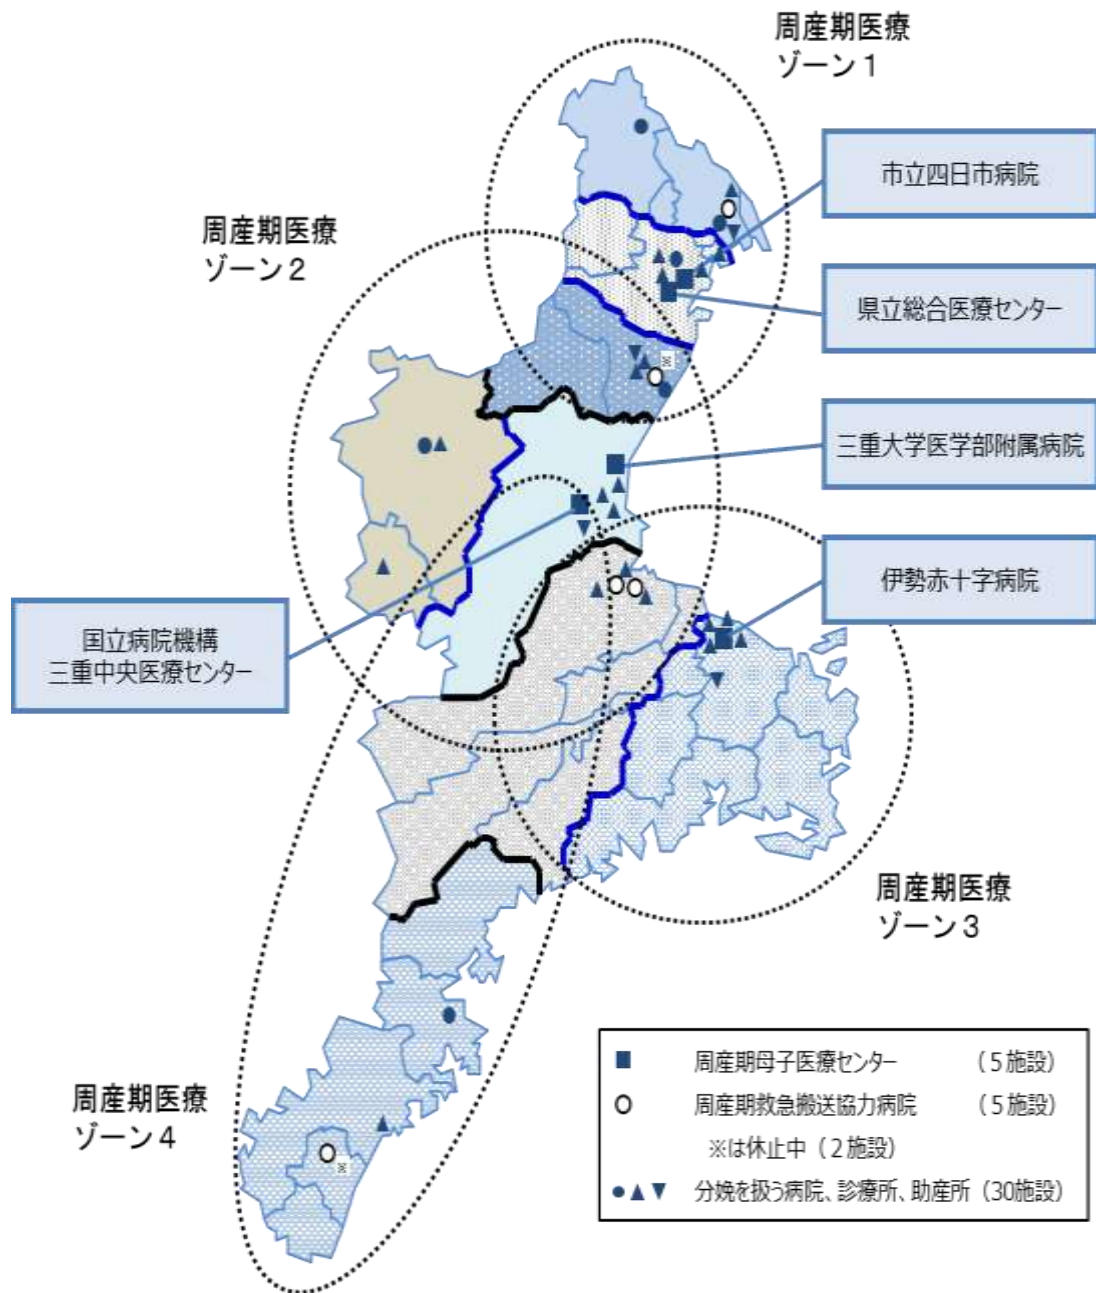 周産期医療
ゾーン１
市立四日市病院
周産期医療
ゾーン２
県立総合医療センター
※
三重大学医学部附属病院
伊勢赤十字病院
国立病院機構
三重中央医療センター
周産期医療
ゾーン３
周産期医療
ゾーン４
※
■ 周産期母子医療センター （５施設）
○ 周産期救急搬送協力病院 （５施設）
※は休止中（２施設）
●▲▼ 分娩を扱う病院、診療所、助産所（30施設）